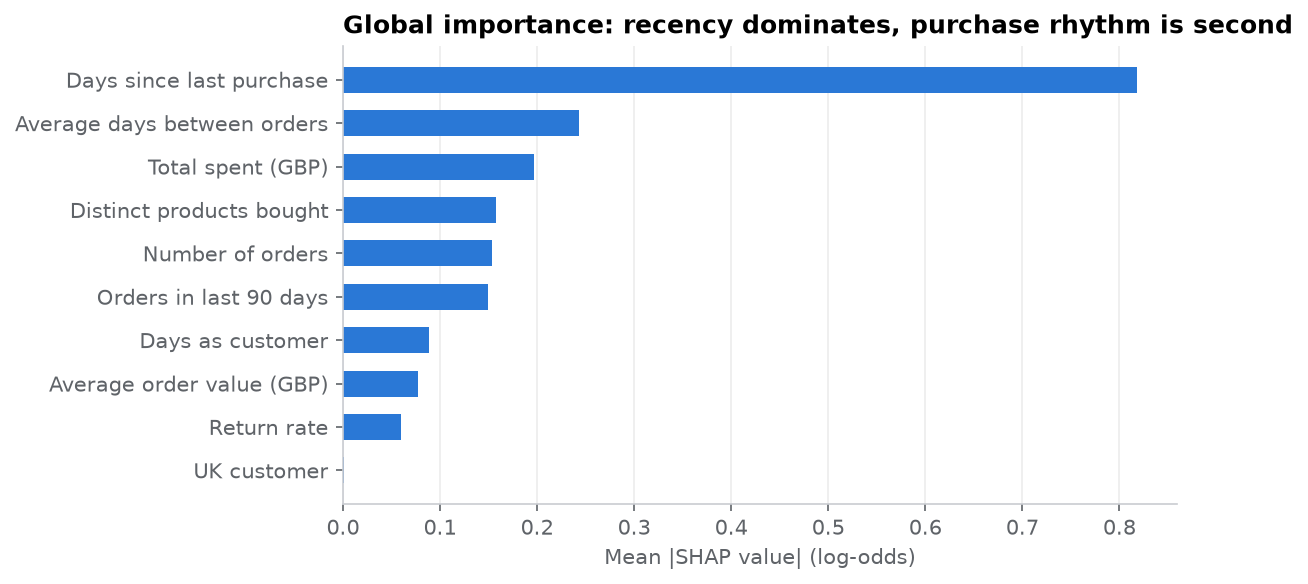 Global importance: recency dominates, purchase rhythm is second
Days since last purchase
Average days between orders
Total spent (GBP)
Distinct products bought
Number of orders
Orders in last 90 days
Days as customer
Average order value (GBP)
Return rate
UK customer
0.0 0.1 0.2 0.3 0.4 0.5 0.6 0.7 0.8
Mean |SHAP value| (log-odds)